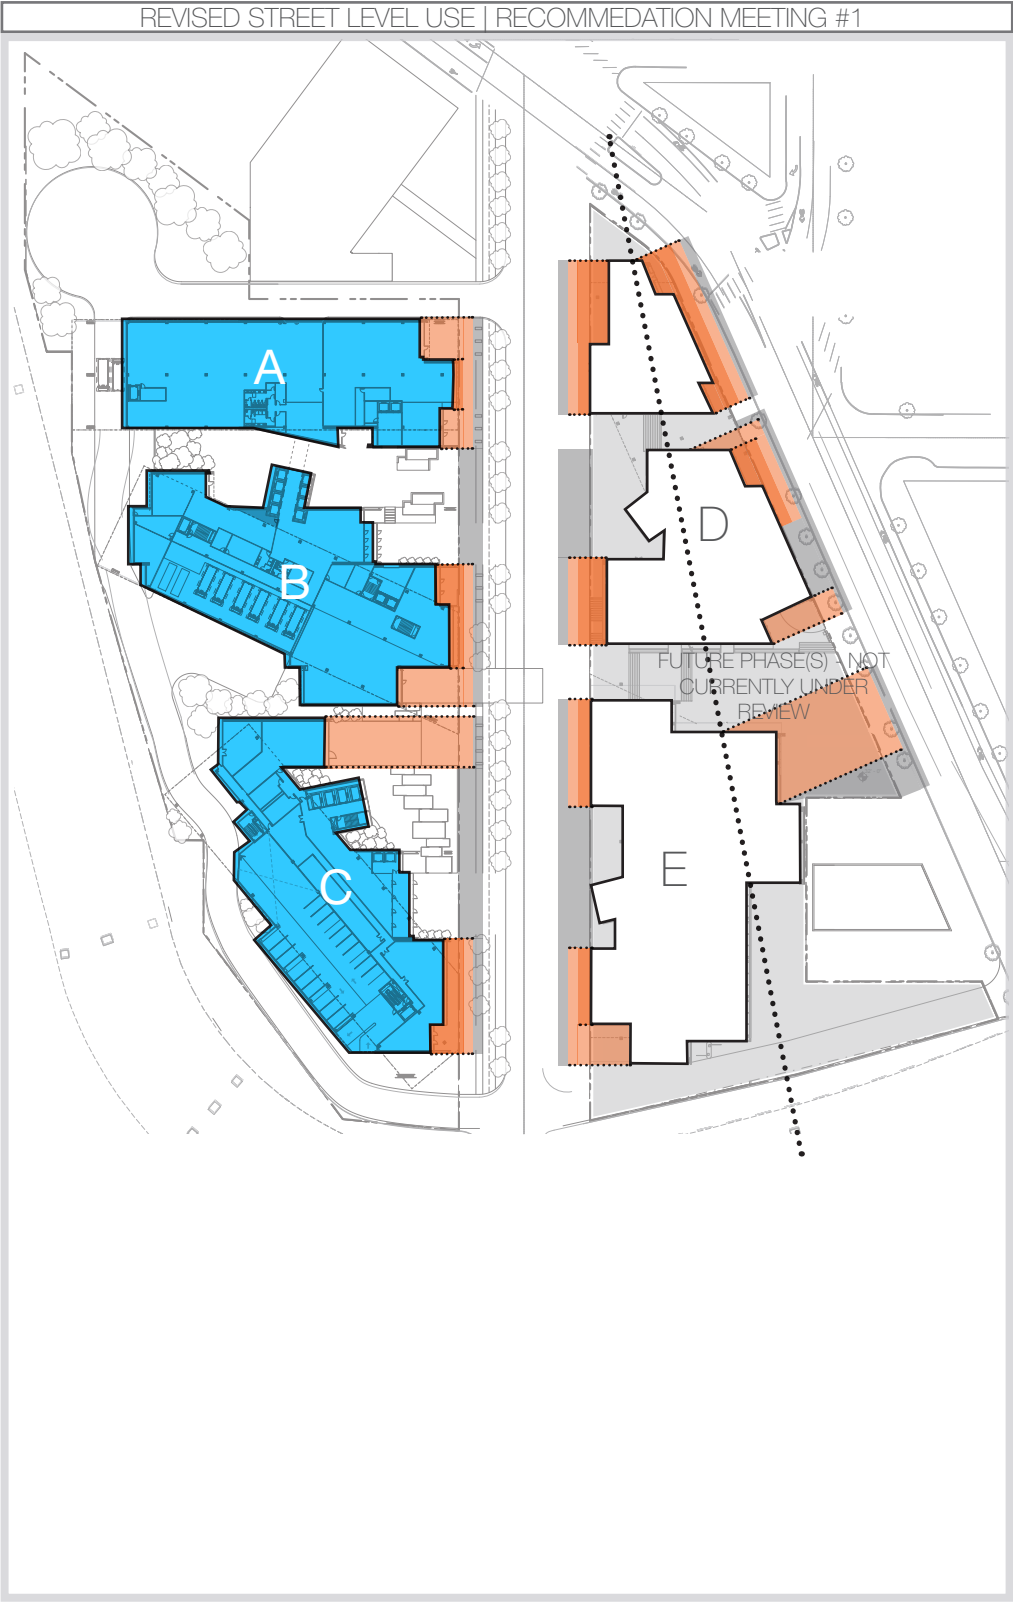 REVISED STREET LEVEL USE | RECOMMEDATION MEETING #1
A
B
D
FUTURE PHASE(S) - NOT
CURRENTLY UNDER
REVIEW
C
E